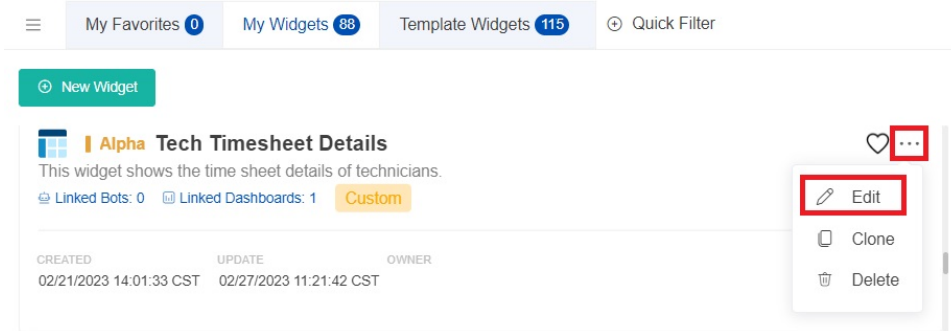 My Favorites 0 My Widgets 88 Template Widgets 115 Quick Filter
New Widget
Alpha Tech Timesheet Details
This widget shows the time sheet details of technicians.
Linked Bots: 0 Linked Dashboards: 1 Custom
Edit
Clone
Delete
CREATED UPDATE OWNER
02/21/2023 14:01:33 CST 02/27/2023 11:21:42 CST